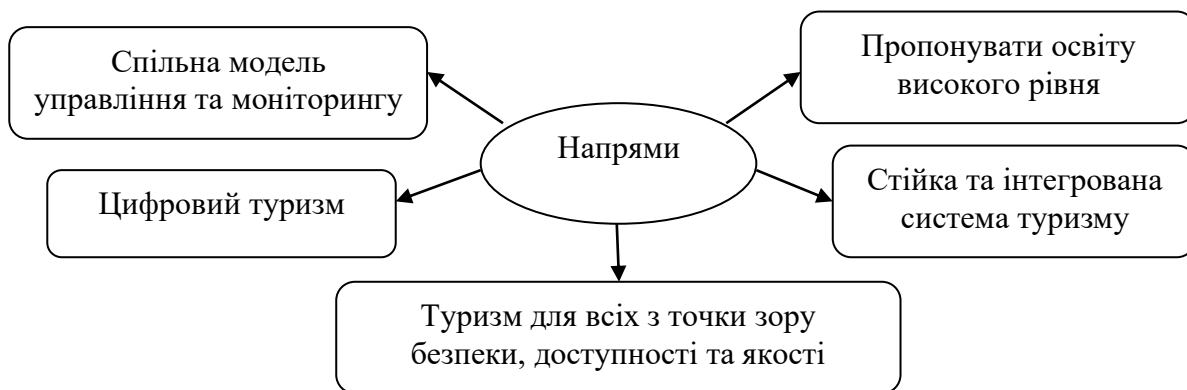 Спільна модель
управління та моніторингу
Пропонувати освіту
високого рівня
Напрями
Цифровий туризм
Стійка та інтегрована
система туризму
Туризм для всіх з точки зору
безпеки, доступності та якості